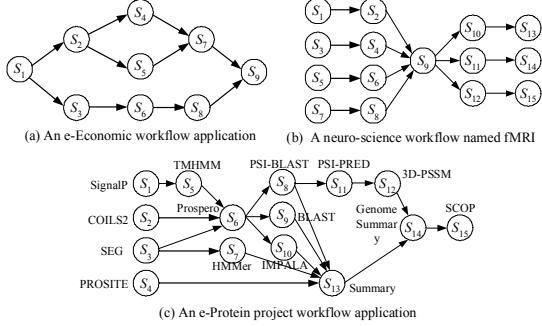 S1 S2 S3 S4 S5 S6 S7 S8 S9
(a) An e-Economic workflow application
S1 S2 S10 S13
S3 S4 S9 S11 S14
S5 S6 S12 S15
S7 S8
(b) A neuro-science workflow named fMRI
TMHMM PSI-BLAST PSI-PRED 3D-PSSM
SignalP S1 S5 S8 S11 S12
COILS2 S2 Prospero S6 S9 BLAST Genome SCOP
Summar S14 S15
y
SEG S3 S7 S10
HMMer IMPALA
PROSITE S4 S13 Summary
(c) An e-Protein project workflow application